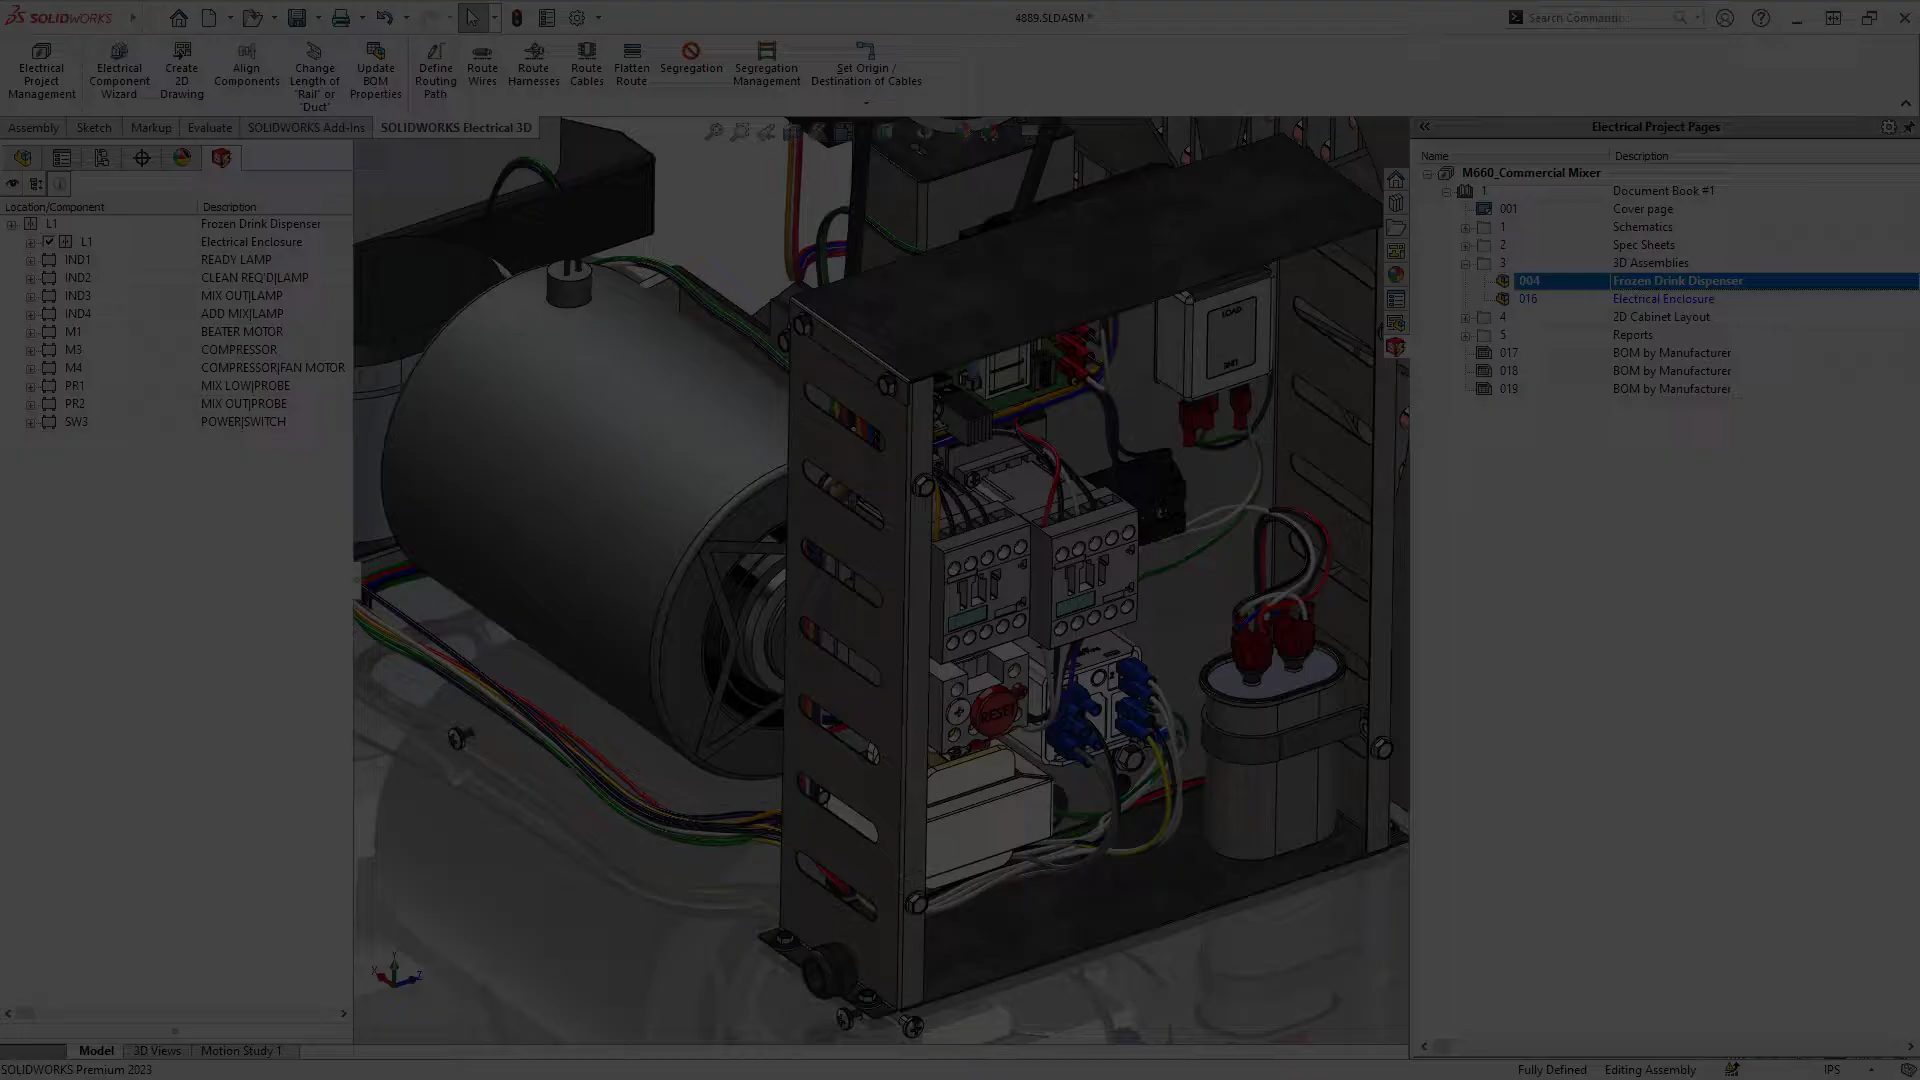 SOLIDWORKS
4889.SLDASM *
Search Commands
Electrical Project Management
Electrical Component Wizard
Create 2D Drawing
Align Components
Change Length of "Rail" or "Duct"
Update BOM Properties
Define Routing Path
Route Wires
Route Harnesses
Route Cables
Flatten Route
Segregation
Segregation Management
Set Origin / Destination of Cables
Assembly Sketch Markup Evaluate SOLIDWORKS Add-Ins SOLIDWORKS Electrical 3D
Location/Component Description
L1 Frozen Drink Dispenser
L1 Electrical Enclosure
IND1 READY LAMP
IND2 CLEAN REQ'D|LAMP
IND3 MIX OUT|LAMP
IND4 ADD MIX|LAMP
M1 BEATER MOTOR
M3 COMPRESSOR
M4 COMPRESSOR|FAN MOTOR
PR1 MIX LOW|PROBE
PR2 MIX OUT|PROBE
SW3 POWER|SWITCH
LOAD
LINE
RESET
Electrical Project Pages
Name Description
M660_Commercial Mixer
1 Document Book #1
001 Cover page
1 Schematics
2 Spec Sheets
3 3D Assemblies
004 Frozen Drink Dispenser
016 Electrical Enclosure
4 2D Cabinet Layout
5 Reports
017 BOM by Manufacturer
018 BOM by Manufacturer
019 BOM by Manufacturer
Y
X
Z
Model 3D Views Motion Study 1
SOLIDWORKS Premium 2023
Fully Defined Editing Assembly IPS